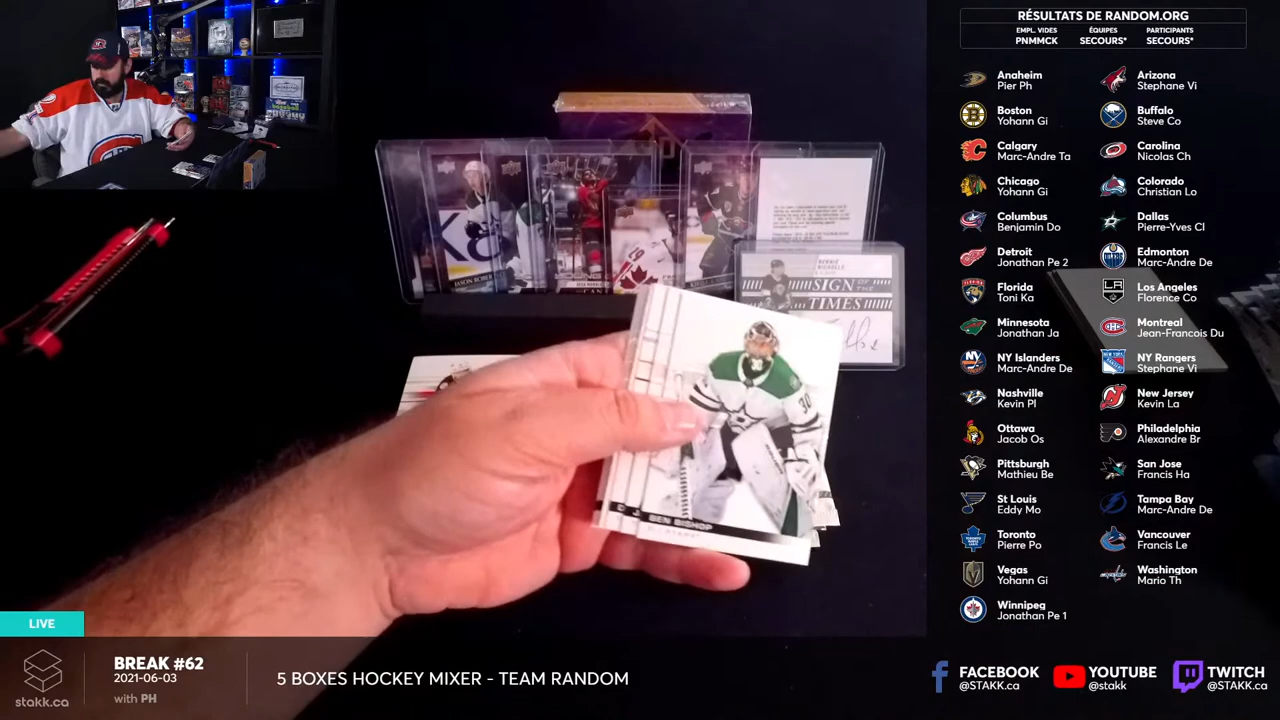 RÉSULTATS DE RANDOM.ORG
EMPL. VIDES
PNMMCK
ÉQUIPES
SECOURS*
PARTICIPANTS
SECOURS*
Anaheim
Pier Ph
Arizona
Stephane Vi
Boston
Yohann Gi
Buffalo
Steve Co
Calgary
Marc-Andre Ta
Carolina
Nicolas Ch
Chicago
Yohann Gi
Colorado
Christian Lo
Columbus
Benjamin Do
Dallas
Pierre-Yves Cl
Detroit
Jonathan Pe 2
Edmonton
Marc-Andre De
Florida
Toni Ka
Los Angeles
Florence Co
Minnesota
Jonathan Ja
Montreal
Jean-Francois Du
NY Islanders
Marc-Andre De
NY Rangers
Stephane Vi
Nashville
Kevin Pl
New Jersey
Kevin La
Ottawa
Jacob Os
Philadelphia
Alexandre Br
Pittsburgh
Mathieu Be
San Jose
Francis Ha
St Louis
Eddy Mo
Tampa Bay
Marc-Andre De
Toronto
Pierre Po
Vancouver
Francis Le
Vegas
Yohann Gi
Washington
Mario Th
Winnipeg
Jonathan Pe 1
SIGN OF THE
TIMES
30
BEN BISHOP
LIVE
stakk.ca
BREAK #62
2021-06-03
with PH
5 BOXES HOCKEY MIXER - TEAM RANDOM
FACEBOOK
@STAKK.ca
YOUTUBE
@stakk
TWITCH
@STAKK.ca